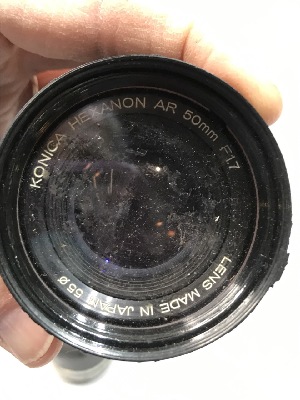 KONICA HEXANON AR 50mm F1.7
LENS MADE IN JAPAN 55ø